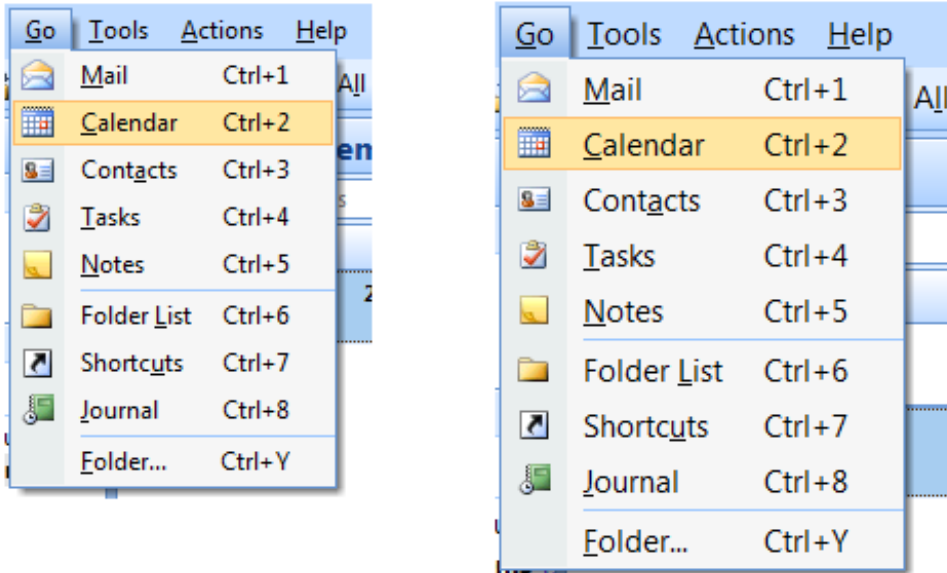 Go Tools Actions Help
Mail Ctrl+1
All
Calendar Ctrl+2
Contacts Ctrl+3
Tasks Ctrl+4
Notes Ctrl+5
Folder List Ctrl+6
Shortcuts Ctrl+7
Journal Ctrl+8
Folder... Ctrl+Y
Go Tools Actions Help
Mail Ctrl+1
All
Calendar Ctrl+2
Contacts Ctrl+3
Tasks Ctrl+4
Notes Ctrl+5
Folder List Ctrl+6
Shortcuts Ctrl+7
Journal Ctrl+8
Folder... Ctrl+Y